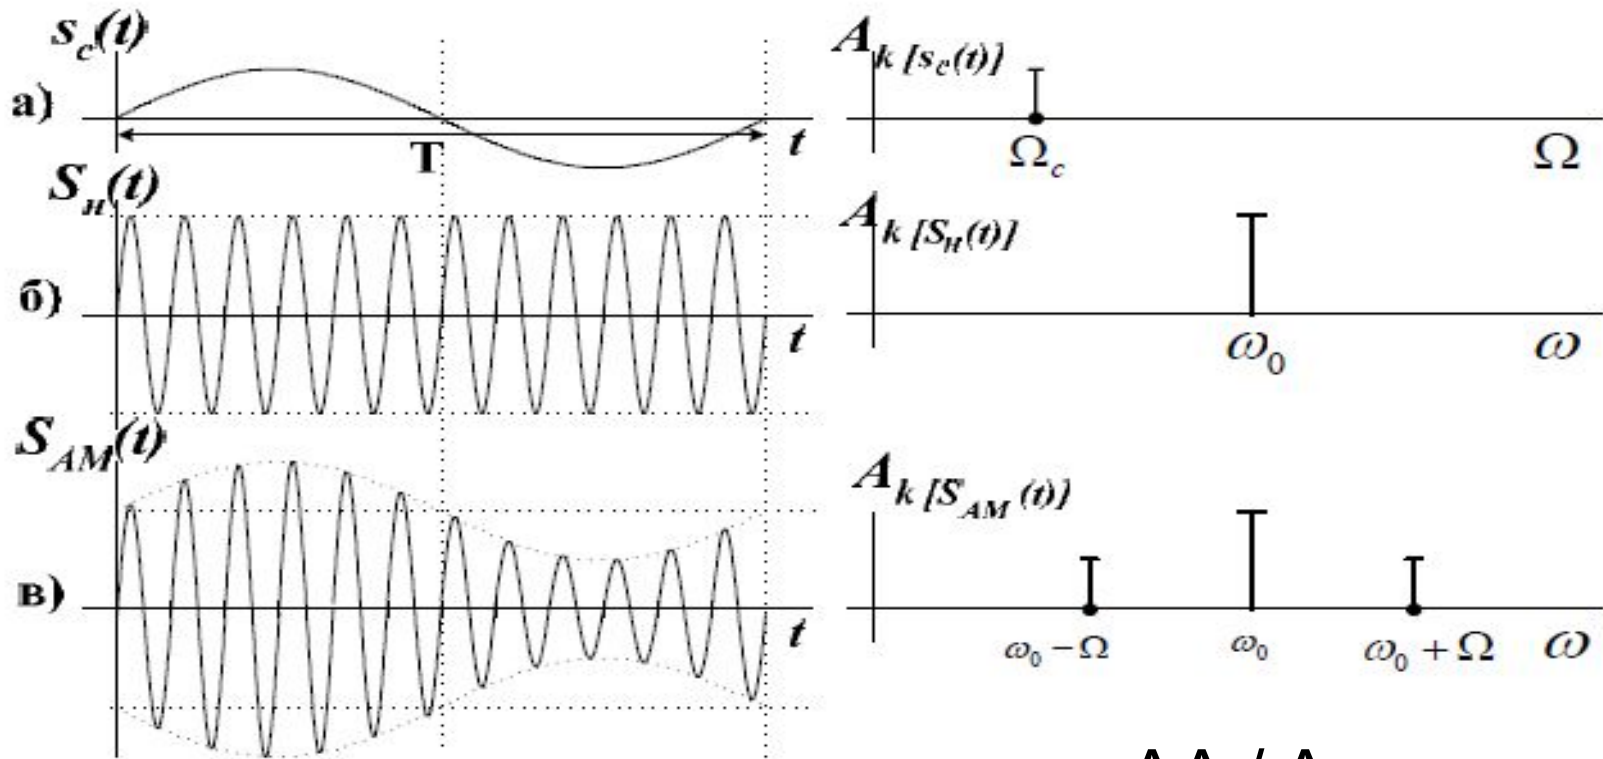 s_c(t)
а)
T
t
A_k [s_c(t)]
Ω_c
Ω
S_н(t)
б)
t
A_k [S_н(t)]
ω_0
ω
S_AM(t)
в)
t
A_k [S_AM (t)]
ω_0 − Ω
ω_0
ω_0 + Ω
ω